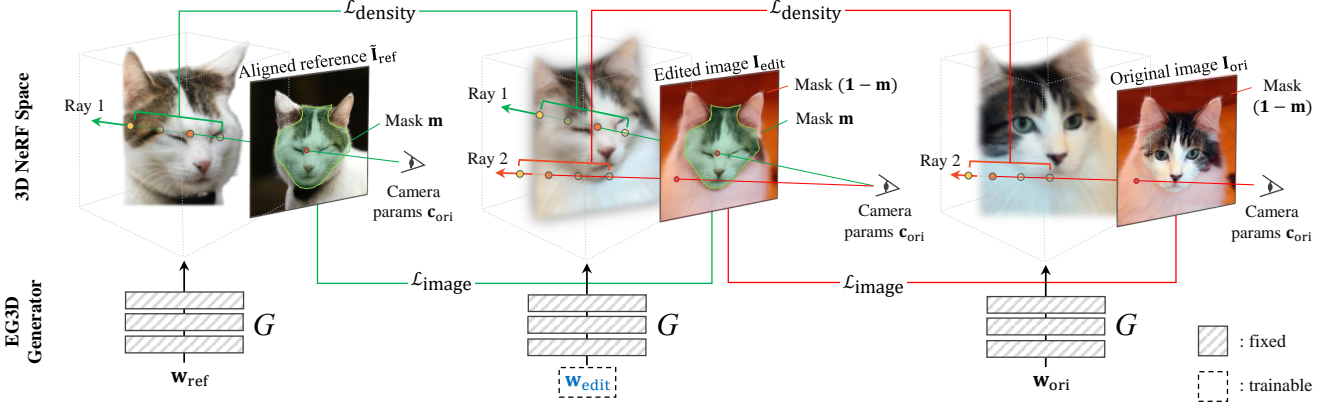 ℒdensity
ℒdensity
3D NeRF Space
Aligned reference Ĩref
Ray 1
Mask m
Camera
params cori
Edited image Iedit
Mask (1 − m)
Ray 1
Mask m
Ray 2
Camera
params cori
Original image Iori
Mask
(1 − m)
Ray 2
Camera
params cori
ℒimage
ℒimage
EG3D
Generator
G
G
G
wref
wedit
wori
: fixed
: trainable